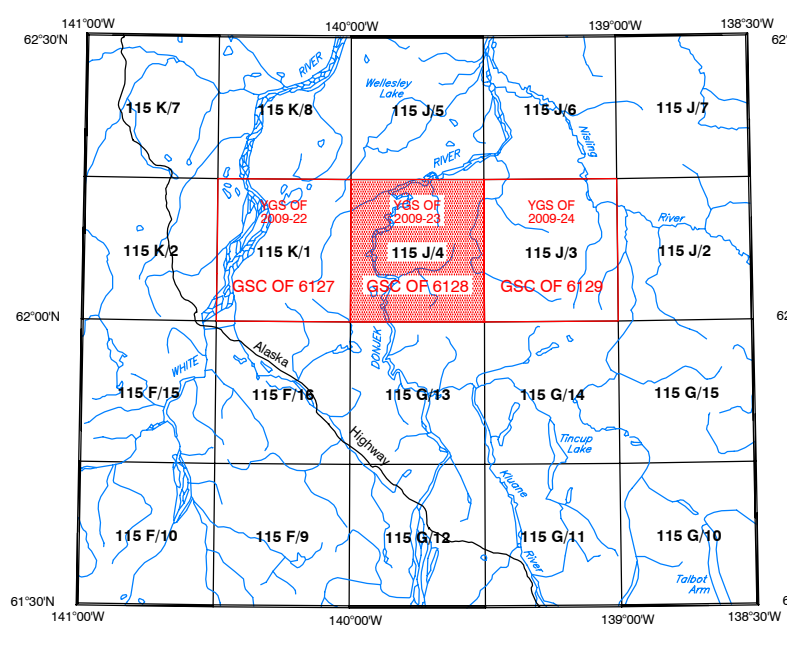 141°00'W
140°00'W
139°00'W
138°30'W
62°30'N
62°
RIVER
Wellesley
Lake
115 K/7
115 K/8
115 J/5
115 J/6
115 J/7
Nisling
RIVER
YGS OF
2009-22
YGS OF
2009-23
YGS OF
2009-24
River
115 K/2
115 K/1
115 J/4
115 J/3
115 J/2
GSC OF 6127
GSC OF 6128
GSC OF 6129
62°00'N
62
DONJEK
Alaska
WHITE
115 F/15
115 F/16
115 G/13
115 G/14
115 G/15
Highway
Tincup
Lake
Kluane
115 F/10
115 F/9
115 G/12
115 G/11
115 G/10
River
Talbot
Arm
61°30'N
6
141°00'W
140°00'W
139°00'W
138°30'W